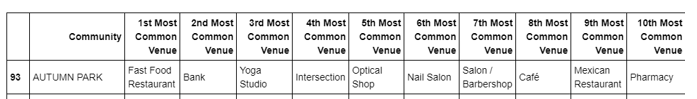 Community 1st Most Common Venue 2nd Most Common Venue 3rd Most Common Venue 4th Most Common Venue 5th Most Common Venue 6th Most Common Venue 7th Most Common Venue 8th Most Common Venue 9th Most Common Venue 10th Most Common Venue
93 AUTUMN PARK Fast Food Restaurant Bank Yoga Studio Intersection Optical Shop Nail Salon Salon / Barbershop Café Mexican Restaurant Pharmacy